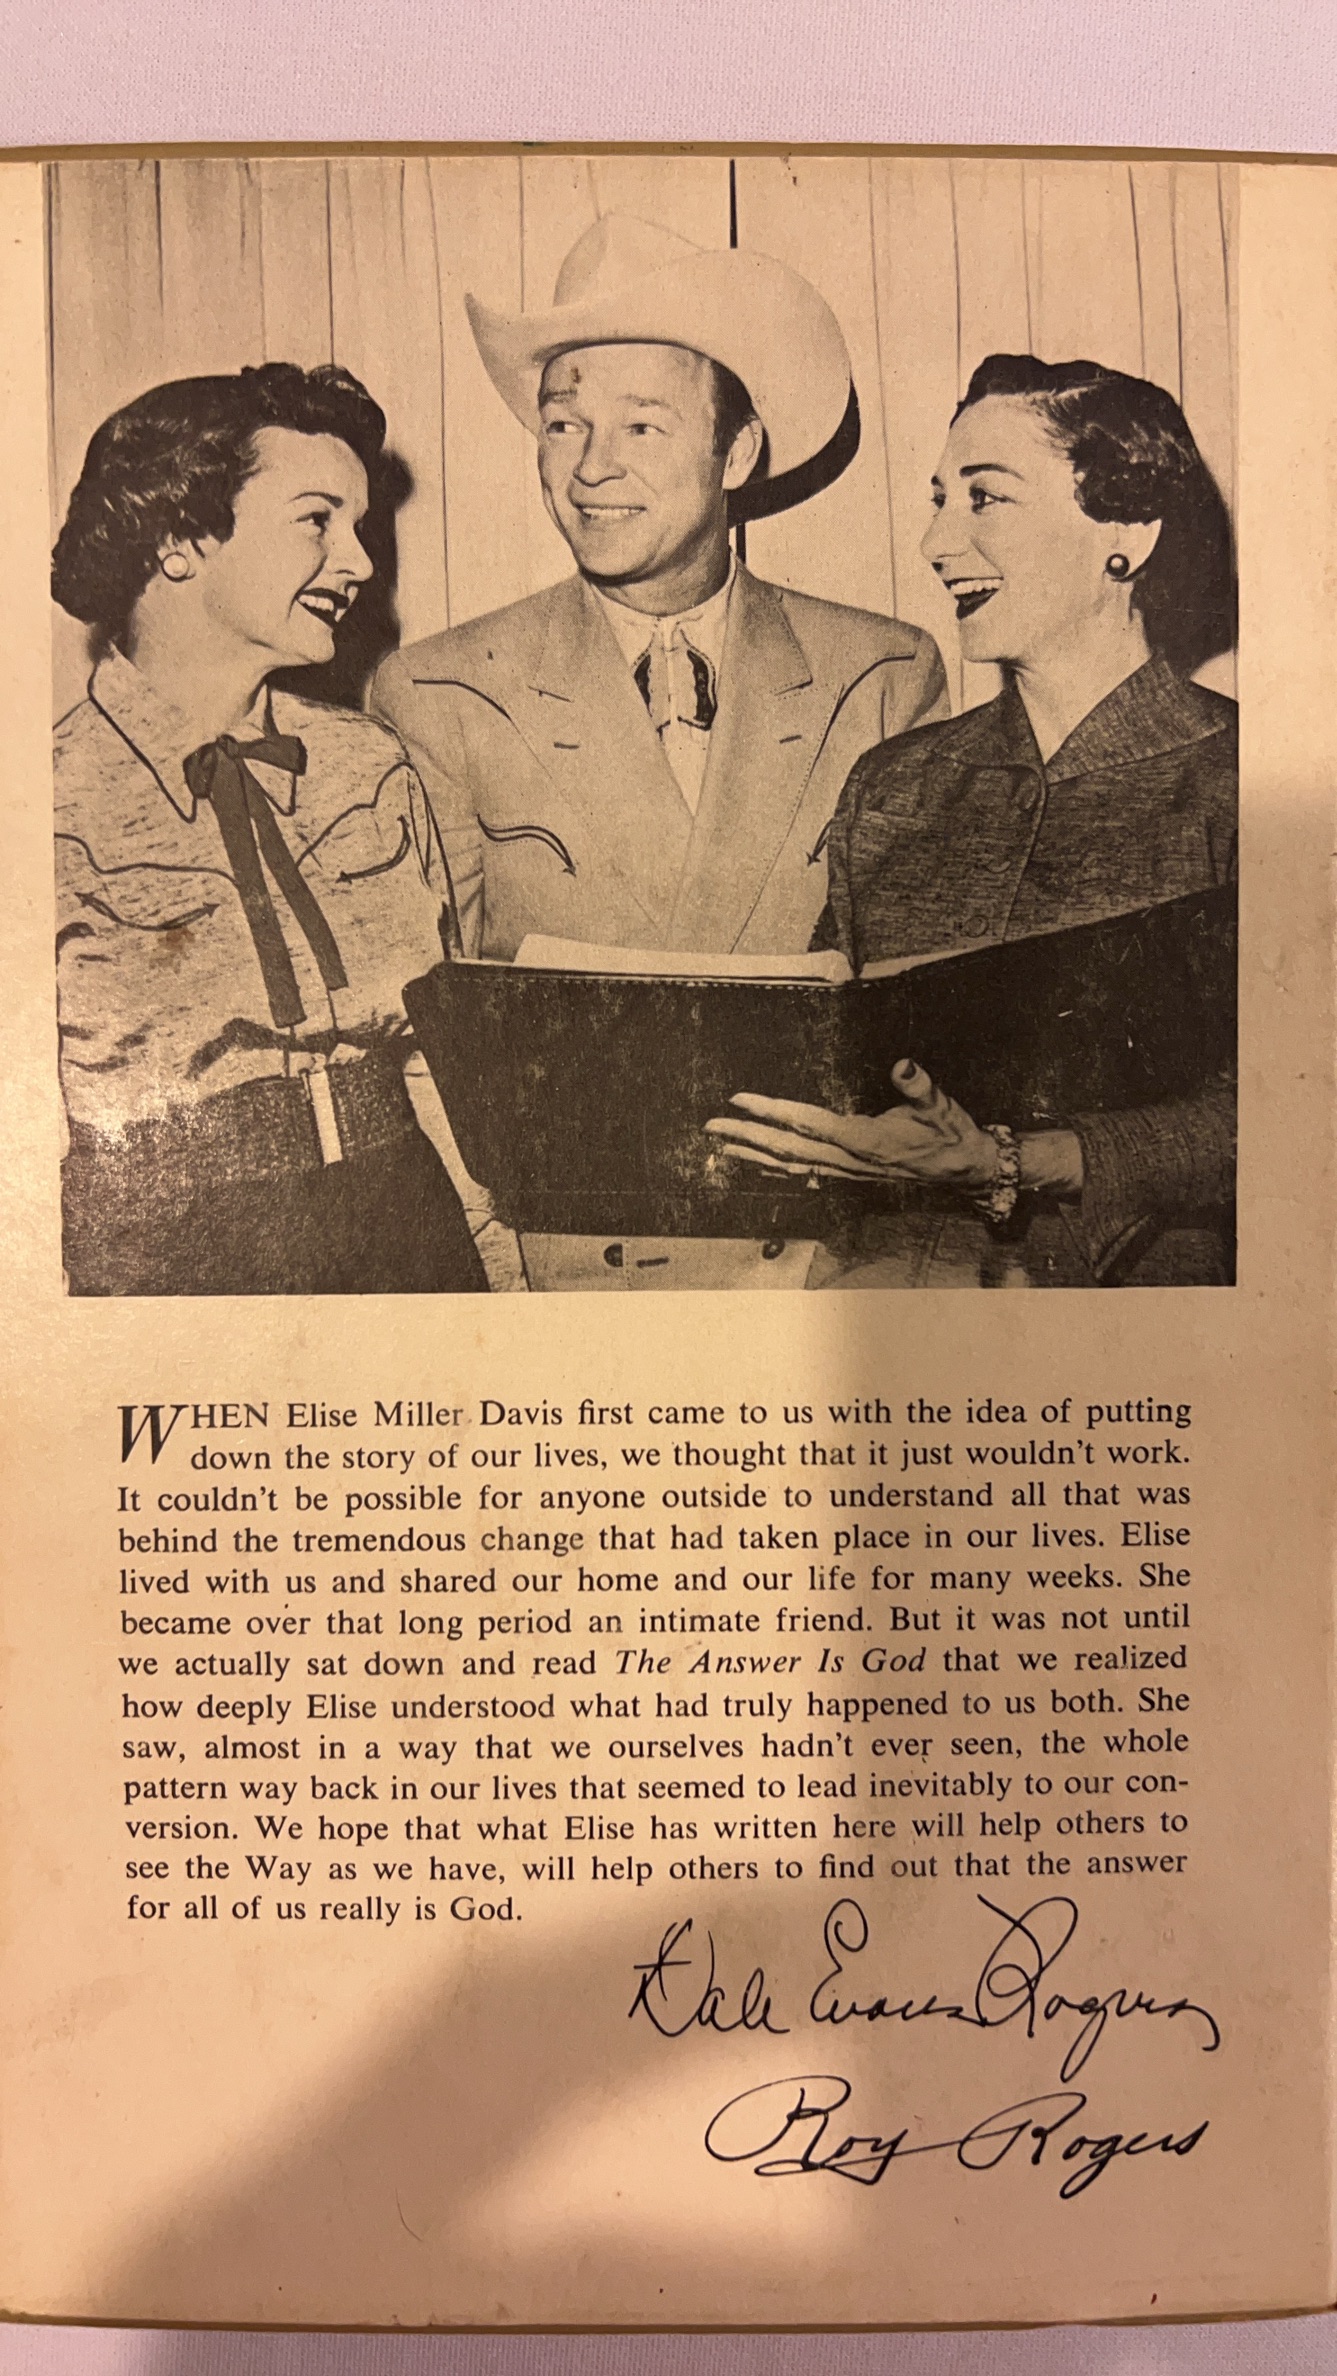 WHEN Elise Miller Davis first came to us with the idea of putting
down the story of our lives, we thought that it just wouldn't work.
It couldn't be possible for anyone outside to understand all that was
behind the tremendous change that had taken place in our lives. Elise
lived with us and shared our home and our life for many weeks. She
became over that long period an intimate friend. But it was not until
we actually sat down and read The Answer Is God that we realized
how deeply Elise understood what had truly happened to us both. She
saw, almost in a way that we ourselves hadn't ever seen, the whole
pattern way back in our lives that seemed to lead inevitably to our con-
version. We hope that what Elise has written here will help others to
see the Way as we have, will help others to find out that the answer
for all of us really is God.
Dale Evans Rogers
Roy Rogers